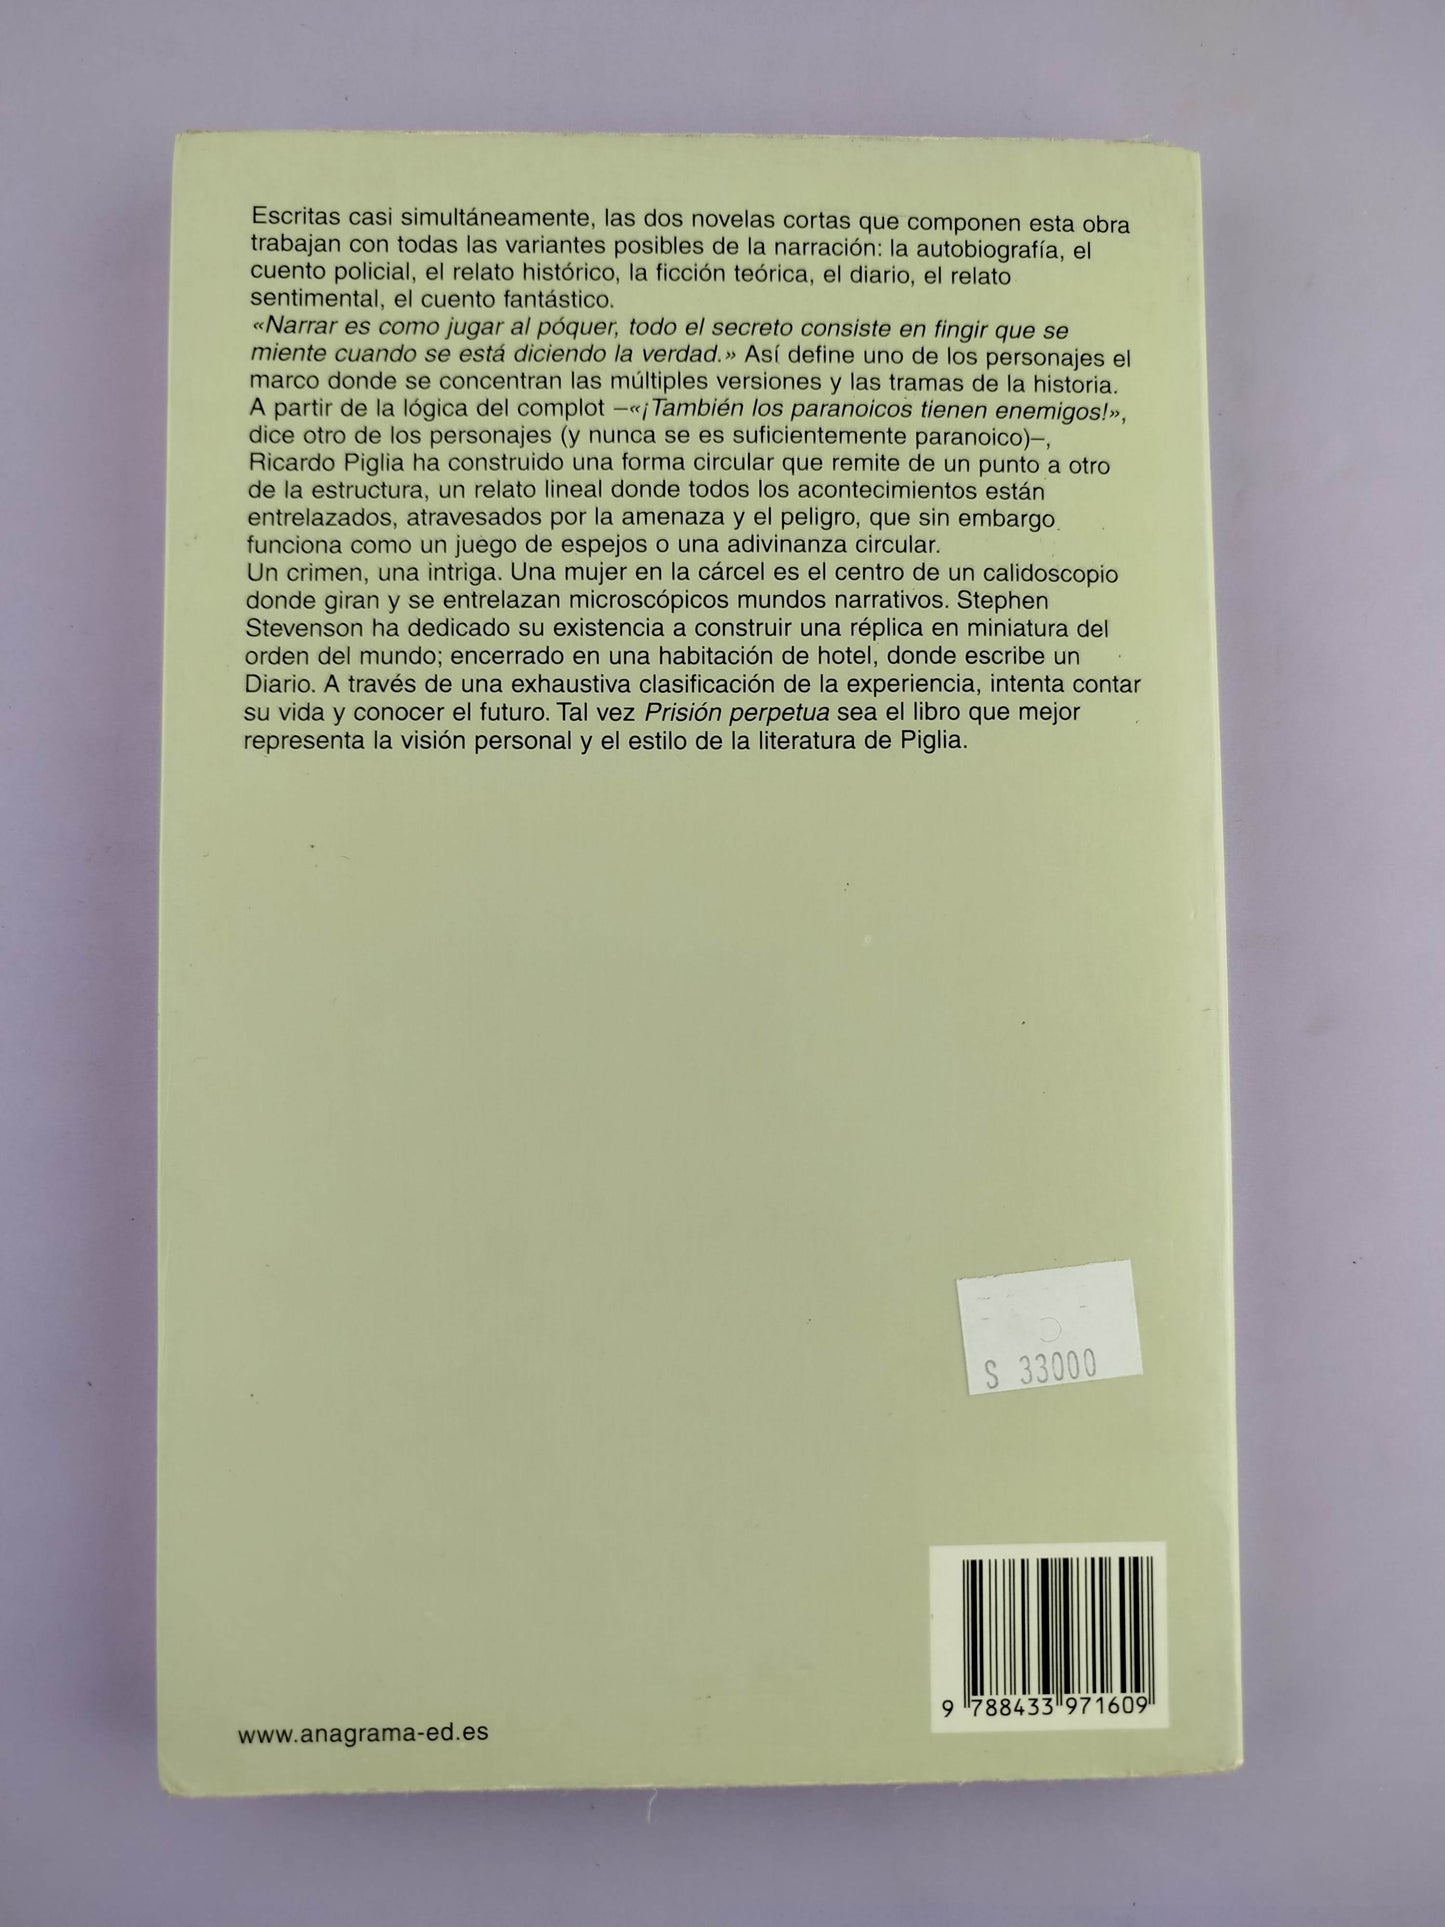 Escritas casi simultáneamente, las dos novelas cortas que componen esta obra
trabajan con todas las variantes posibles de la narración: la autobiografía, el
cuento policial, el relato histórico, la ficción teórica, el diario, el relato
sentimental, el cuento fantástico.
«Narrar es como jugar al póquer, todo el secreto consiste en fingir que se
miente cuando se está diciendo la verdad.» Así define uno de los personajes el
marco donde se concentran las múltiples versiones y las tramas de la historia.
A partir de la lógica del complot –«¡También los paranoicos tienen enemigos!»,
dice otro de los personajes (y nunca se es suficientemente paranoico)–,
Ricardo Piglia ha construido una forma circular que remite de un punto a otro
de la estructura, un relato lineal donde todos los acontecimientos están
entrelazados, atravesados por la amenaza y el peligro, que sin embargo
funciona como un juego de espejos o una adivinanza circular.
Un crimen, una intriga. Una mujer en la cárcel es el centro de un calidoscopio
donde giran y se entrelazan microscópicos mundos narrativos. Stephen
Stevenson ha dedicado su existencia a construir una réplica en miniatura del
orden del mundo; encerrado en una habitación de hotel, donde escribe un
Diario. A través de una exhaustiva clasificación de la experiencia, intenta contar
su vida y conocer el futuro. Tal vez Prisión perpetua sea el libro que mejor
representa la visión personal y el estilo de la literatura de Piglia.
S 33000
9 788433 971609
www.anagrama-ed.es